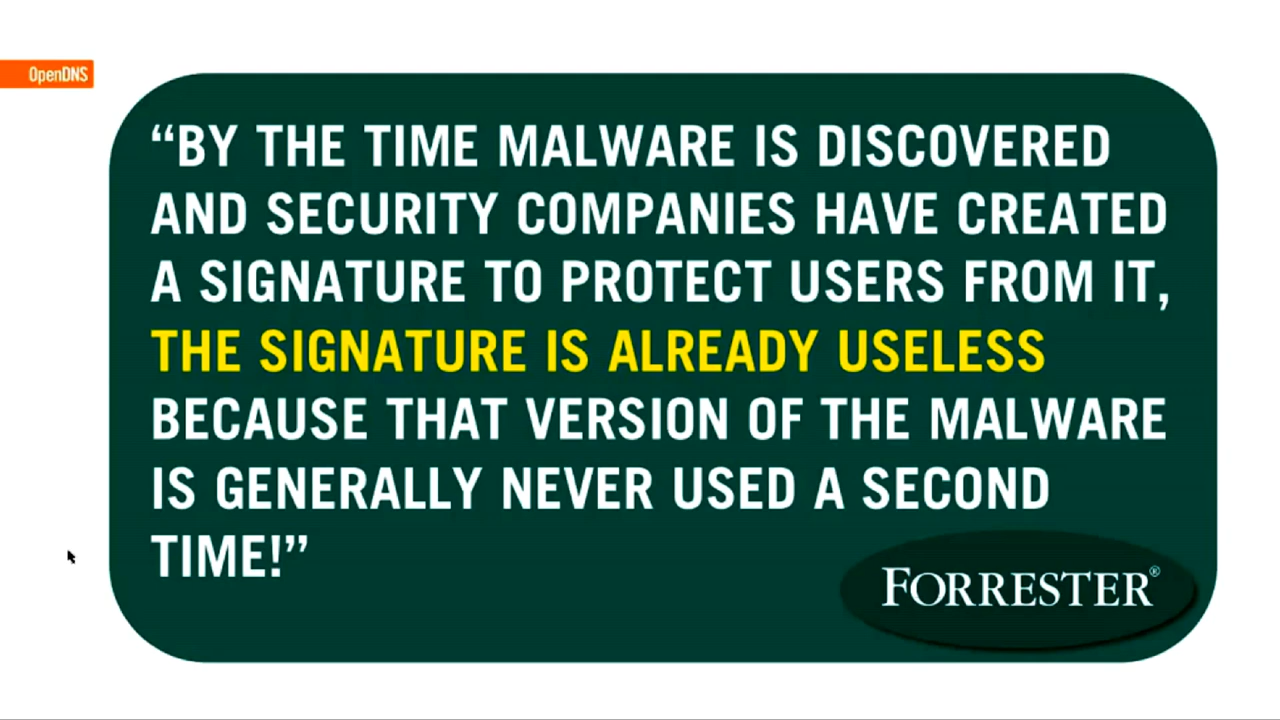 OpenDNS
“BY THE TIME MALWARE IS DISCOVERED
AND SECURITY COMPANIES HAVE CREATED
A SIGNATURE TO PROTECT USERS FROM IT,
THE SIGNATURE IS ALREADY USELESS
BECAUSE THAT VERSION OF THE MALWARE
IS GENERALLY NEVER USED A SECOND
TIME!”
FORRESTER®